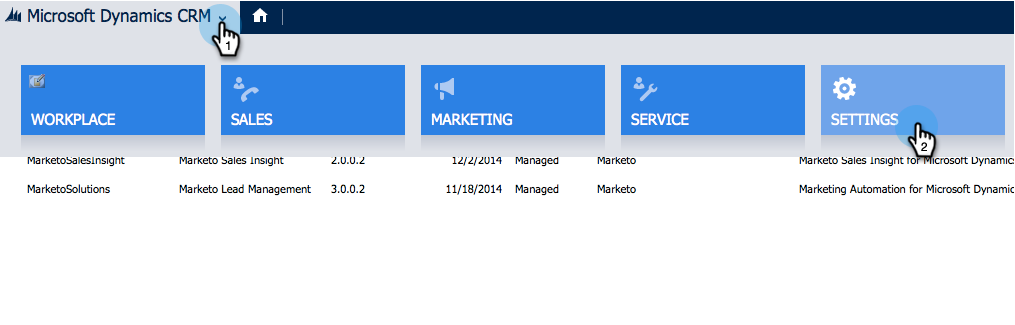 Microsoft Dynamics CRM
1
WORKPLACE SALES MARKETING SERVICE SETTINGS
2
MarketoSalesInsight Marketo Sales Insight 2.0.0.2 12/2/2014 Managed Marketo Marketo Sales Insight for Microsoft Dynamics
MarketoSolutions Marketo Lead Management 3.0.0.2 11/18/2014 Managed Marketo Marketing Automation for Microsoft Dynamic